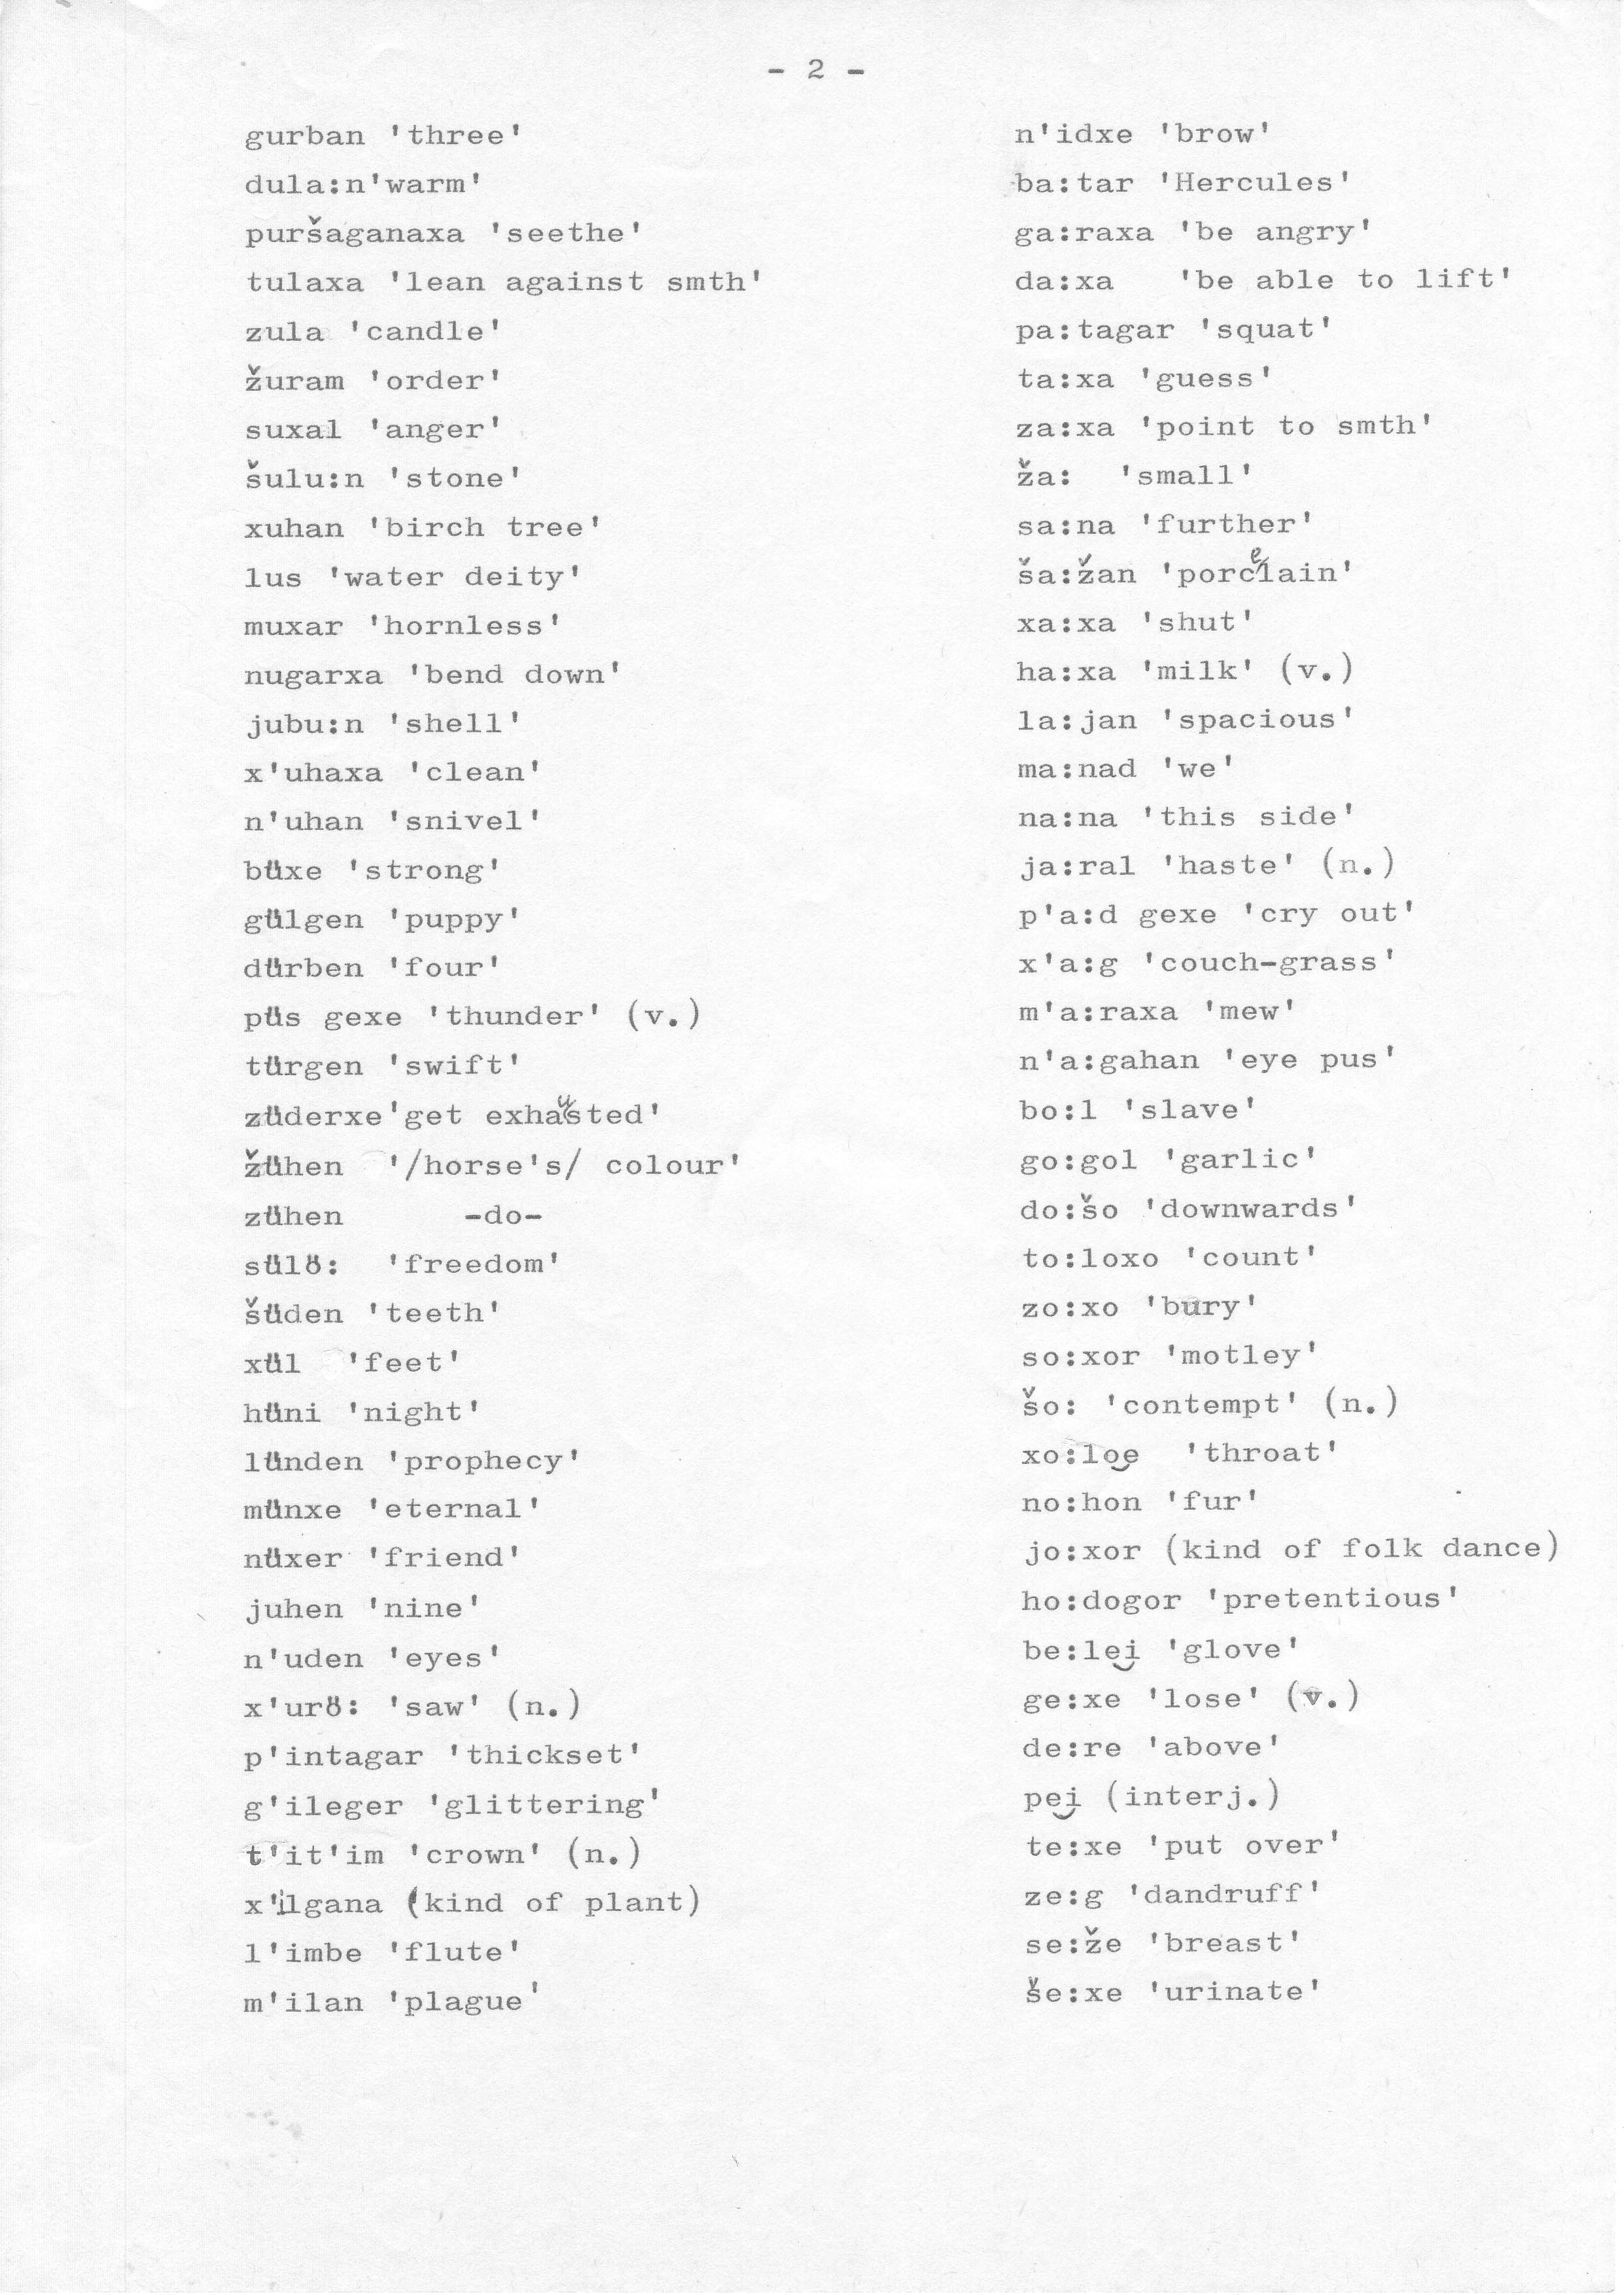 - 2 -
gurban 'three'
dula:n'warm'
puršaganaxa 'seethe'
tulaxa 'lean against smth'
zula 'candle'
žuram 'order'
suxal 'anger'
šulu:n 'stone'
xuhan 'birch tree'
lus 'water deity'
muxar 'hornless'
nugarxa 'bend down'
jubu:n 'shell'
x'uhaxa 'clean'
n'uhan 'snivel'
büxe 'strong'
gülgen 'puppy'
dürben 'four'
püs gexe 'thunder' (v.)
türgen 'swift'
züderxe'get exhausted'
žühen '/horse's/ colour'
zühen -do-
sülö: 'freedom'
šüden 'teeth'
xül 'feet'
hüni 'night'
lünden 'prophecy'
münxe 'eternal'
nüxer 'friend'
juhen 'nine'
n'uden 'eyes'
x'urö: 'saw' (n.)
p'intagar 'thickset'
g'ileger 'glittering'
t'it'im 'crown' (n.)
x'ilgana (kind of plant)
l'imbe 'flute'
m'ilan 'plague'
n'idxe 'brow'
ba:tar 'Hercules'
ga:raxa 'be angry'
da:xa 'be able to lift'
pa:tagar 'squat'
ta:xa 'guess'
za:xa 'point to smth'
ža: 'small'
sa:na 'further'
ša:žan 'porcelain'
xa:xa 'shut'
ha:xa 'milk' (v.)
la:jan 'spacious'
ma:nad 'we'
na:na 'this side'
ja:ral 'haste' (n.)
p'a:d gexe 'cry out'
x'a:g 'couch-grass'
m'a:raxa 'mew'
n'a:gahan 'eye pus'
bo:l 'slave'
go:gol 'garlic'
do:šo 'downwards'
to:loxo 'count'
zo:xo 'bury'
so:xor 'motley'
šo: 'contempt' (n.)
xo:lo͜e 'throat'
no:hon 'fur'
jo:xor (kind of folk dance)
ho:dogor 'pretentious'
be:le͜i 'glove'
ge:xe 'lose' (v.)
de:re 'above'
pe͜i (interj.)
te:xe 'put over'
ze:g 'dandruff'
se:že 'breast'
še:xe 'urinate'